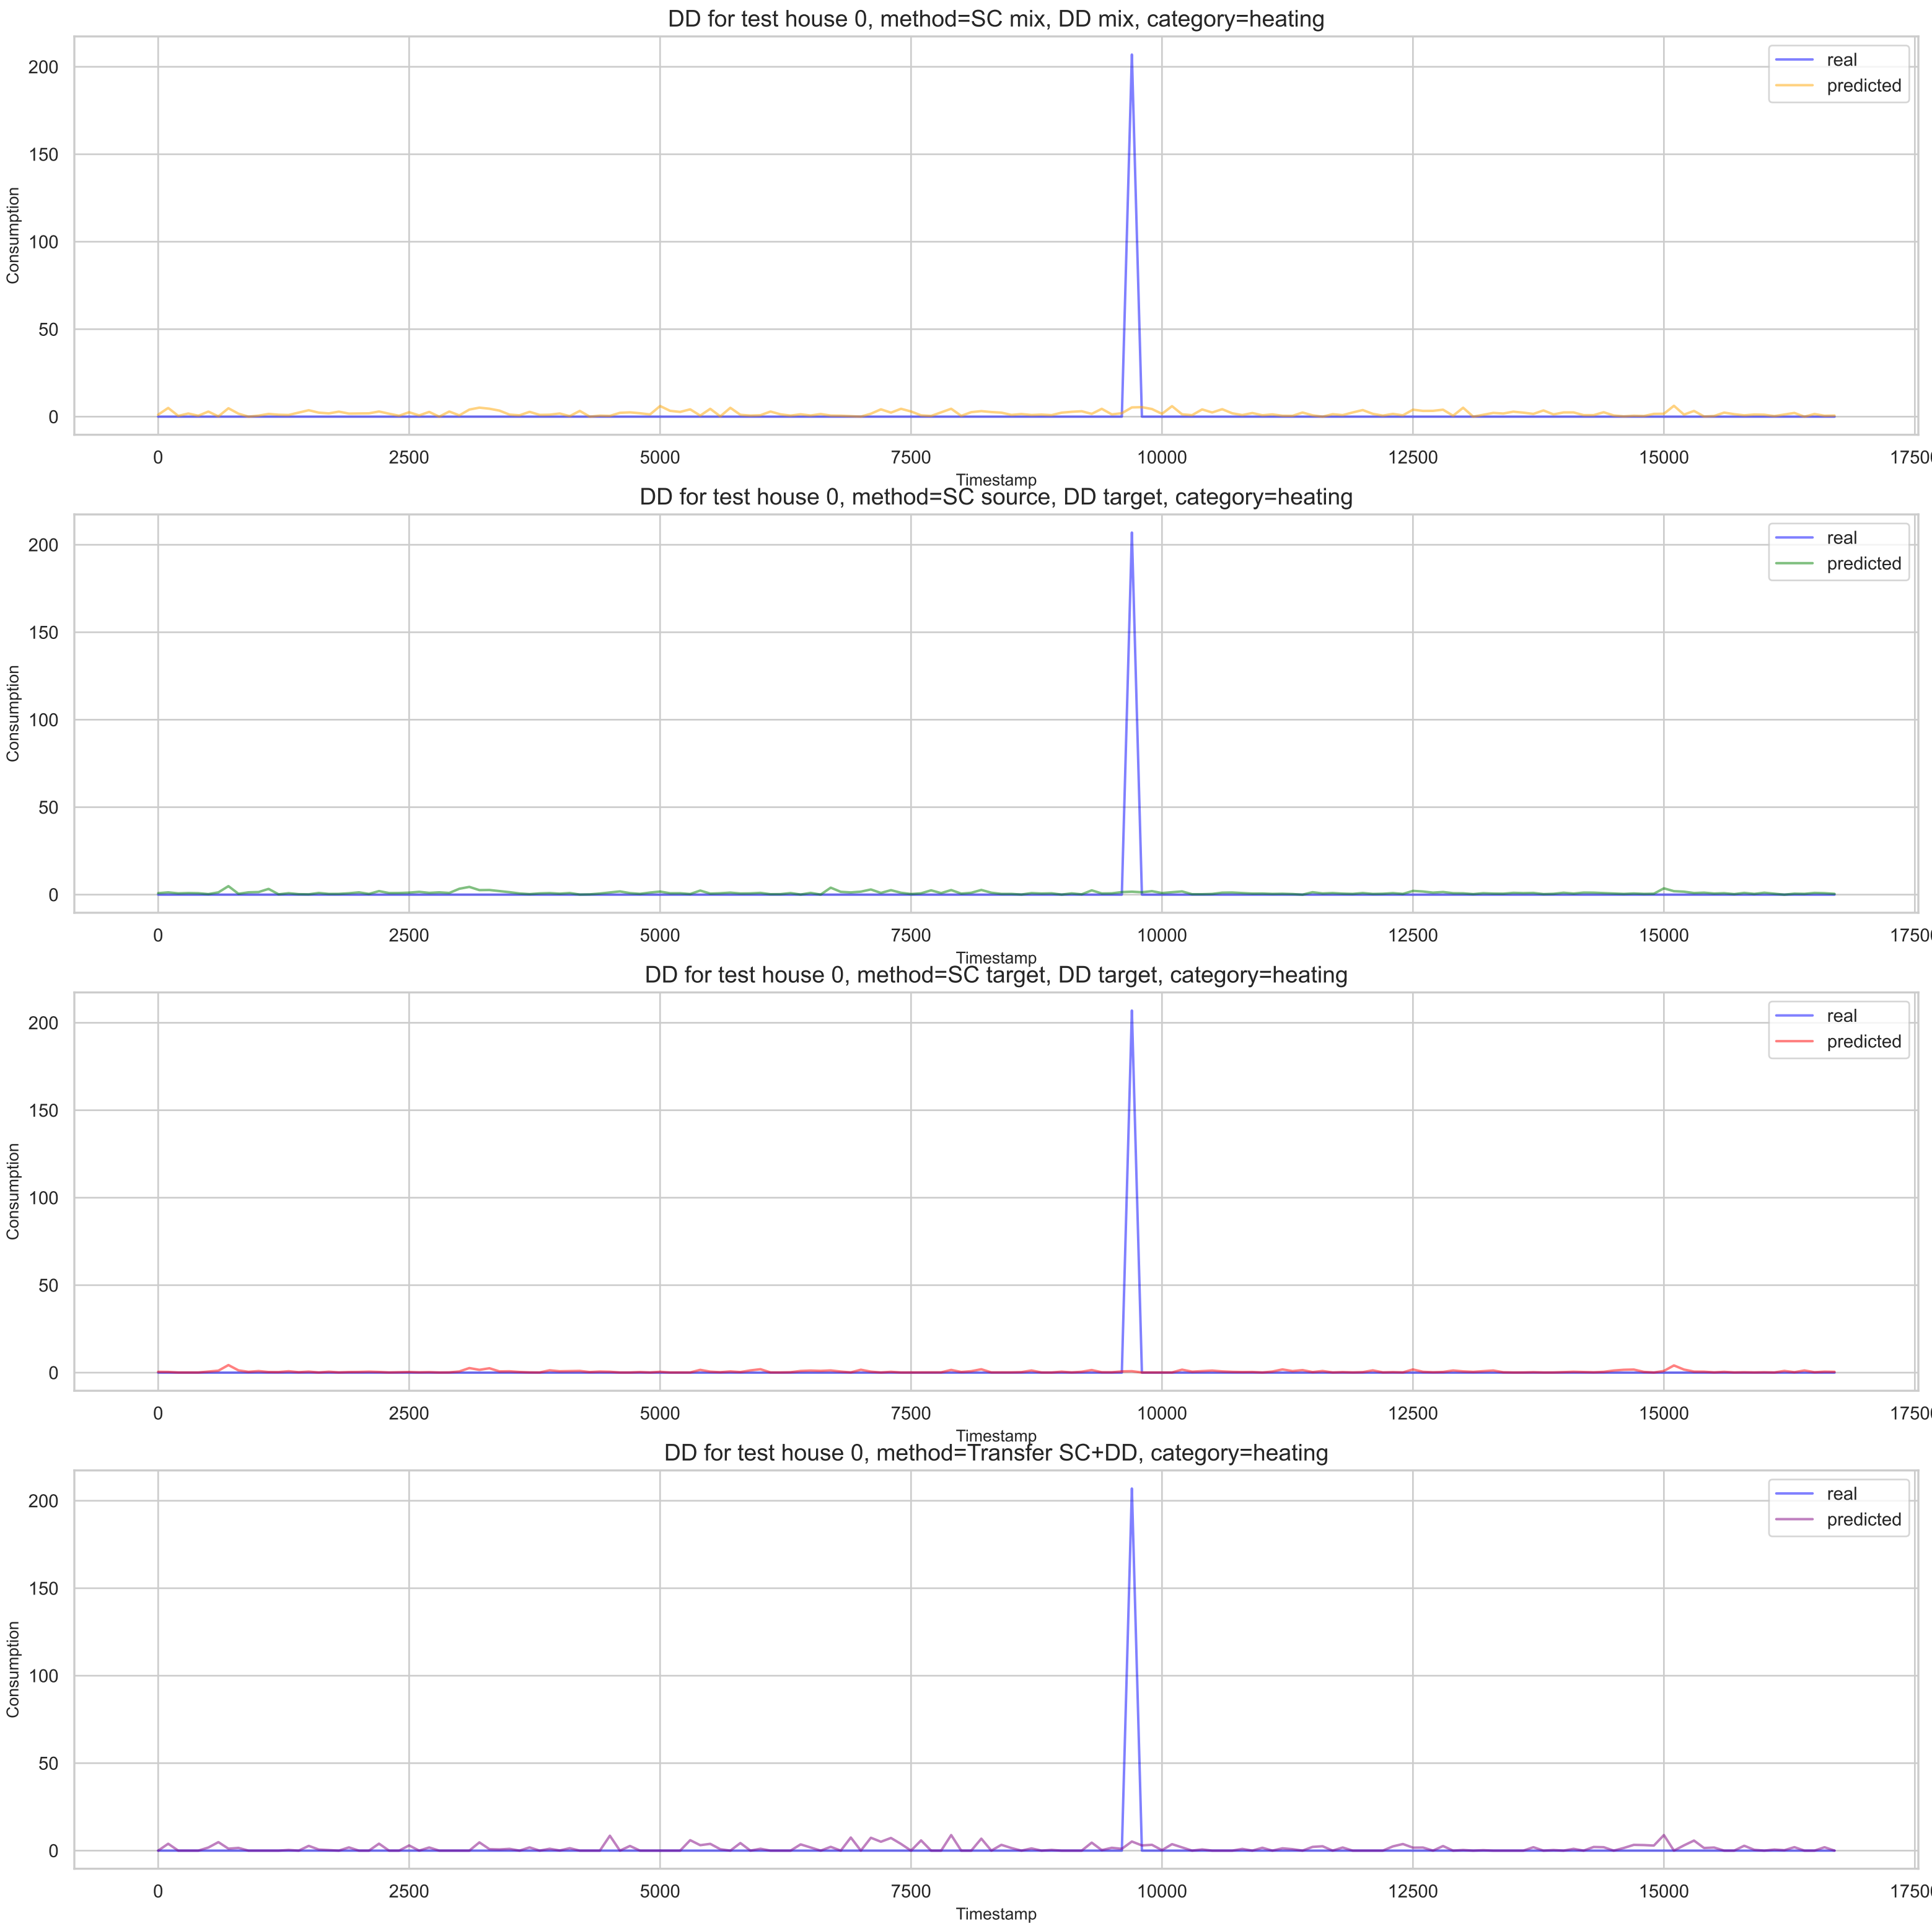 DD for test house 0, method=SC mix, DD mix, category=heating
200
150
100
50
0
Consumption
real
predicted
0 2500 5000 7500 10000 12500 15000 1750
Timestamp
DD for test house 0, method=SC source, DD target, category=heating
200
150
100
50
0
Consumption
real
predicted
0 2500 5000 7500 10000 12500 15000 1750
Timestamp
DD for test house 0, method=SC target, DD target, category=heating
200
150
100
50
0
Consumption
real
predicted
0 2500 5000 7500 10000 12500 15000 1750
Timestamp
DD for test house 0, method=Transfer SC+DD, category=heating
200
150
100
50
0
Consumption
real
predicted
0 2500 5000 7500 10000 12500 15000 1750
Timestamp